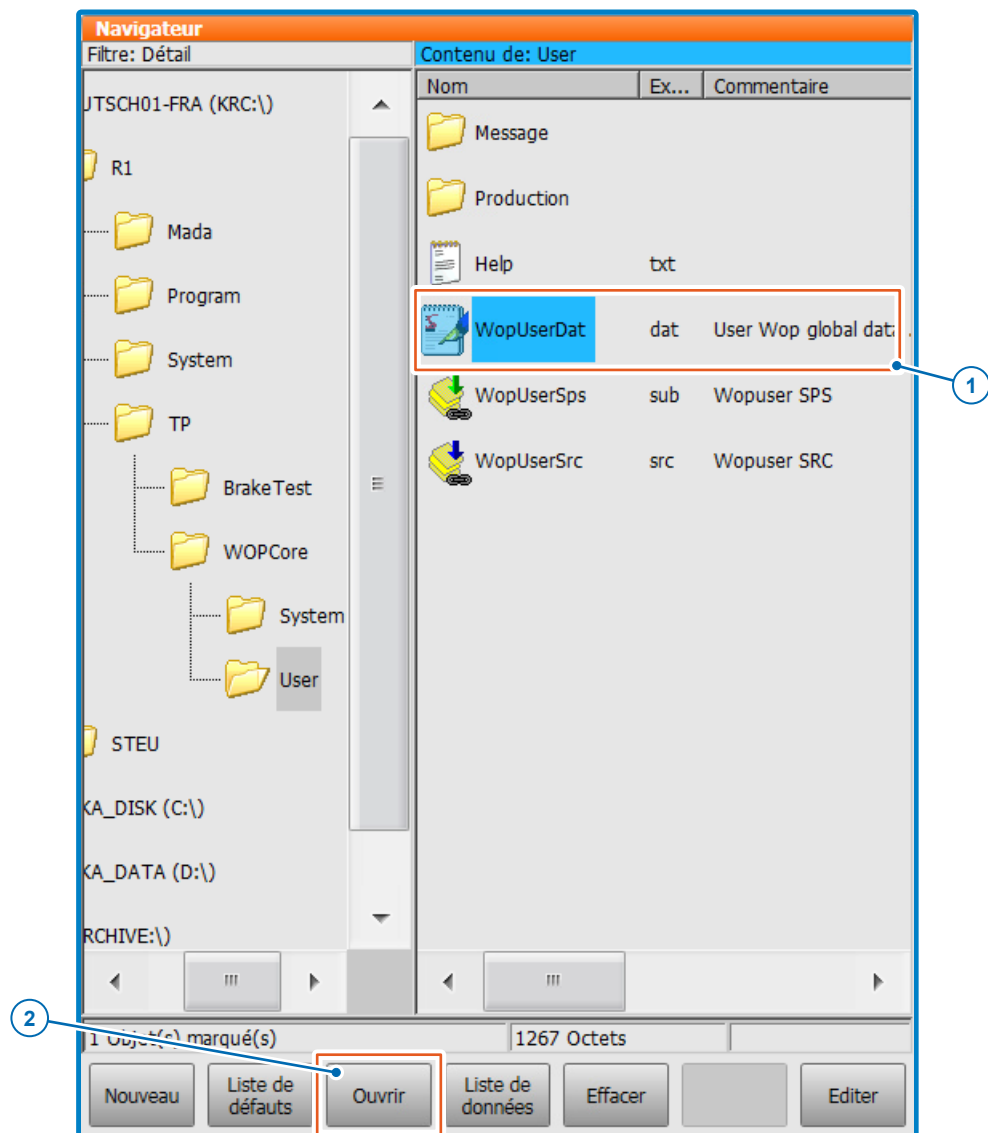 Navigateur
Filtre: Détail
Contenu de: User
JTSCH01-FRA (KRC:\)
R1
Mada
Program
System
TP
BrakeTest
WOPCore
System
User
STEU
KA_DISK (C:\)
KA_DATA (D:\)
RCHIVE:\)
Nom Ex... Commentaire
Message
Production
Help txt
WopUserDat dat User Wop global data .
WopUserSps sub Wopuser SPS
WopUserSrc src Wopuser SRC
1
2
1 Objet(s) marqué(s) 1267 Octets
Nouveau
Liste de
défauts
Ouvrir
Liste de
données
Effacer
Editer